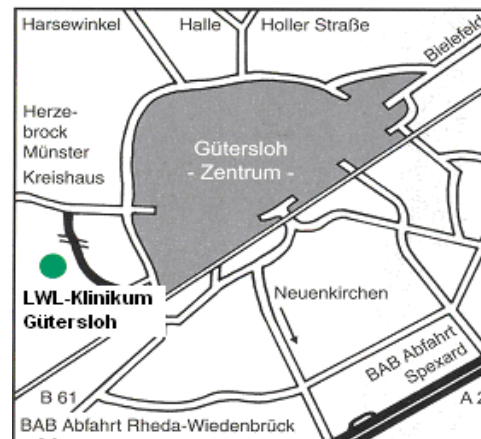 Harsewinkel
Halle
Holler Straße
Bielefeld
Herze-
brock
Münster
Kreishaus
Gütersloh
- Zentrum -
LWL-Klinikum
Gütersloh
Neuenkirchen
BAB Abfahrt
Spexard
B 61
A 2
BAB Abfahrt Rheda-Wiedenbrück